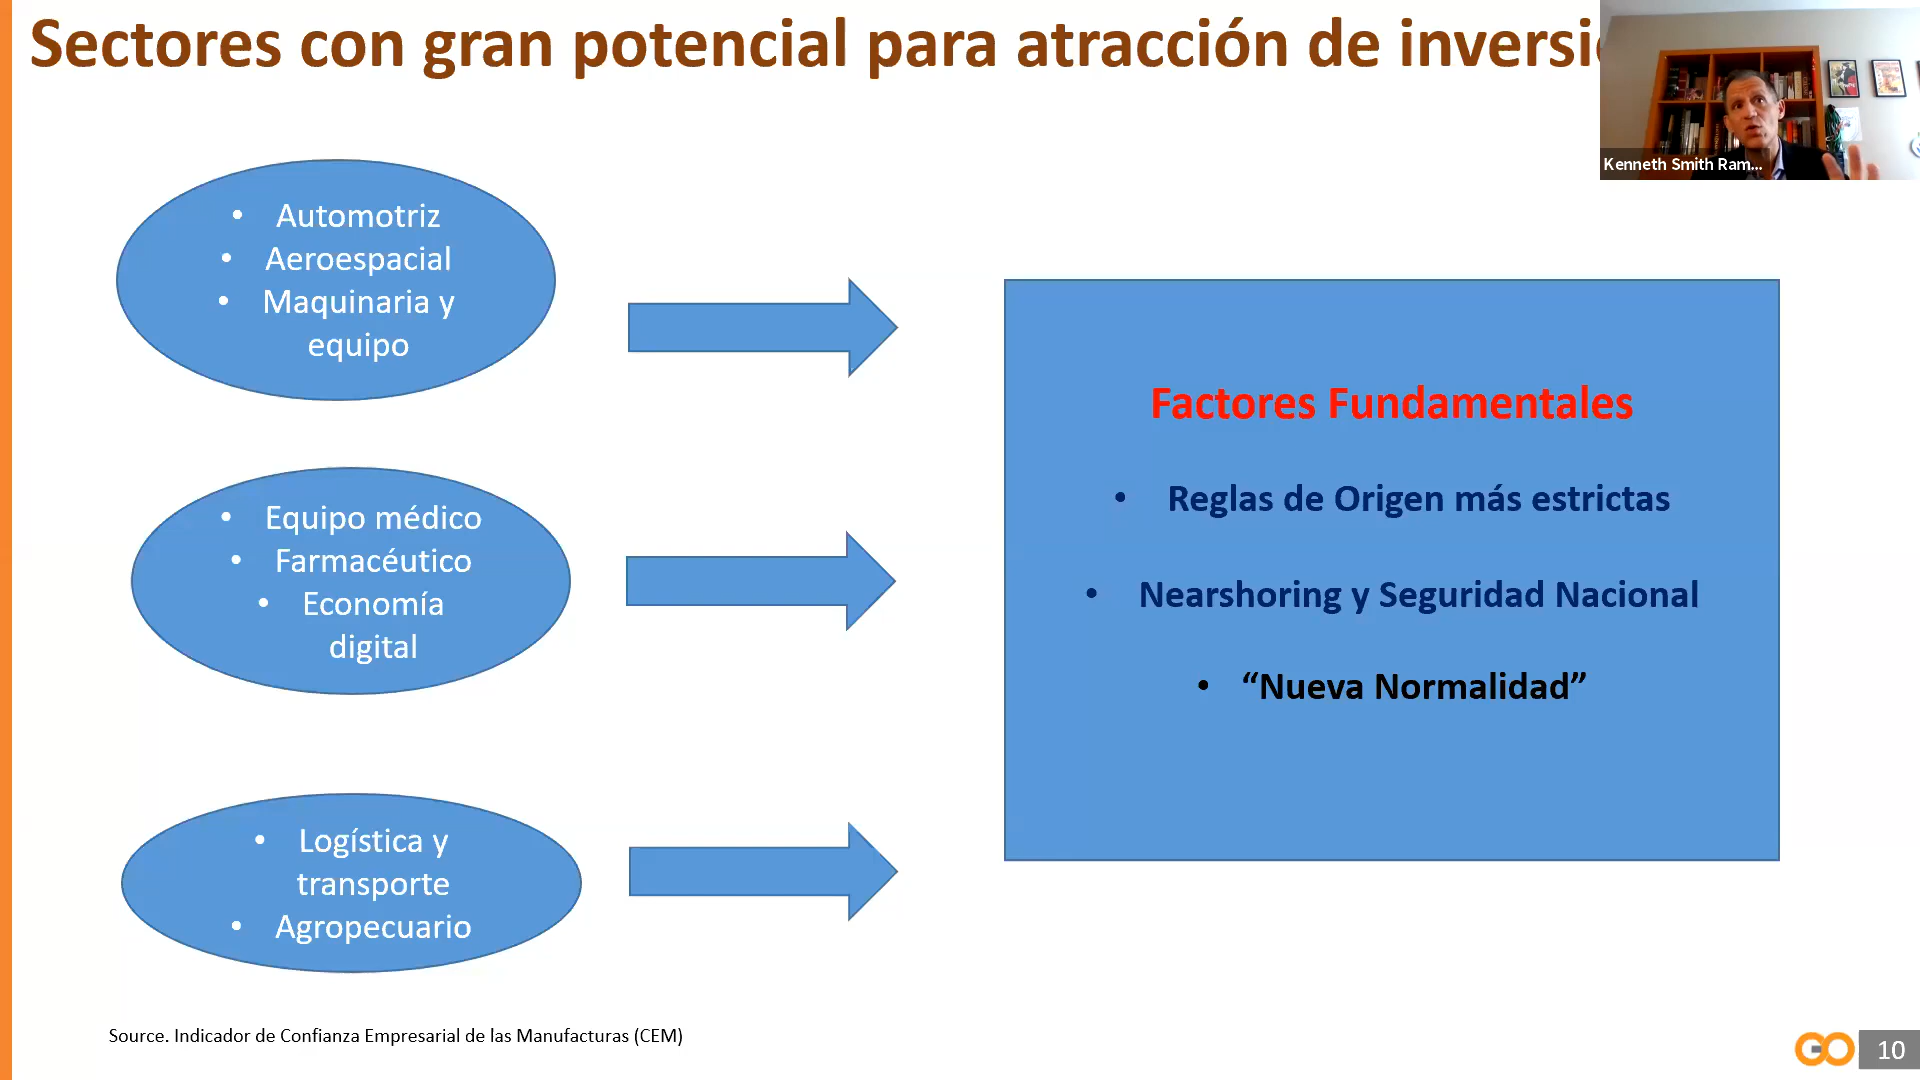 Sectores con gran potencial para atracción de inversi
Kenneth Smith Ram...
• Automotriz
• Aeroespacial
• Maquinaria y
equipo
• Equipo médico
• Farmacéutico
• Economía
digital
• Logística y
transporte
• Agropecuario
Factores Fundamentales
• Reglas de Origen más estrictas
• Nearshoring y Seguridad Nacional
• “Nueva Normalidad”
Source. Indicador de Confianza Empresarial de las Manufacturas (CEM)
GO
10